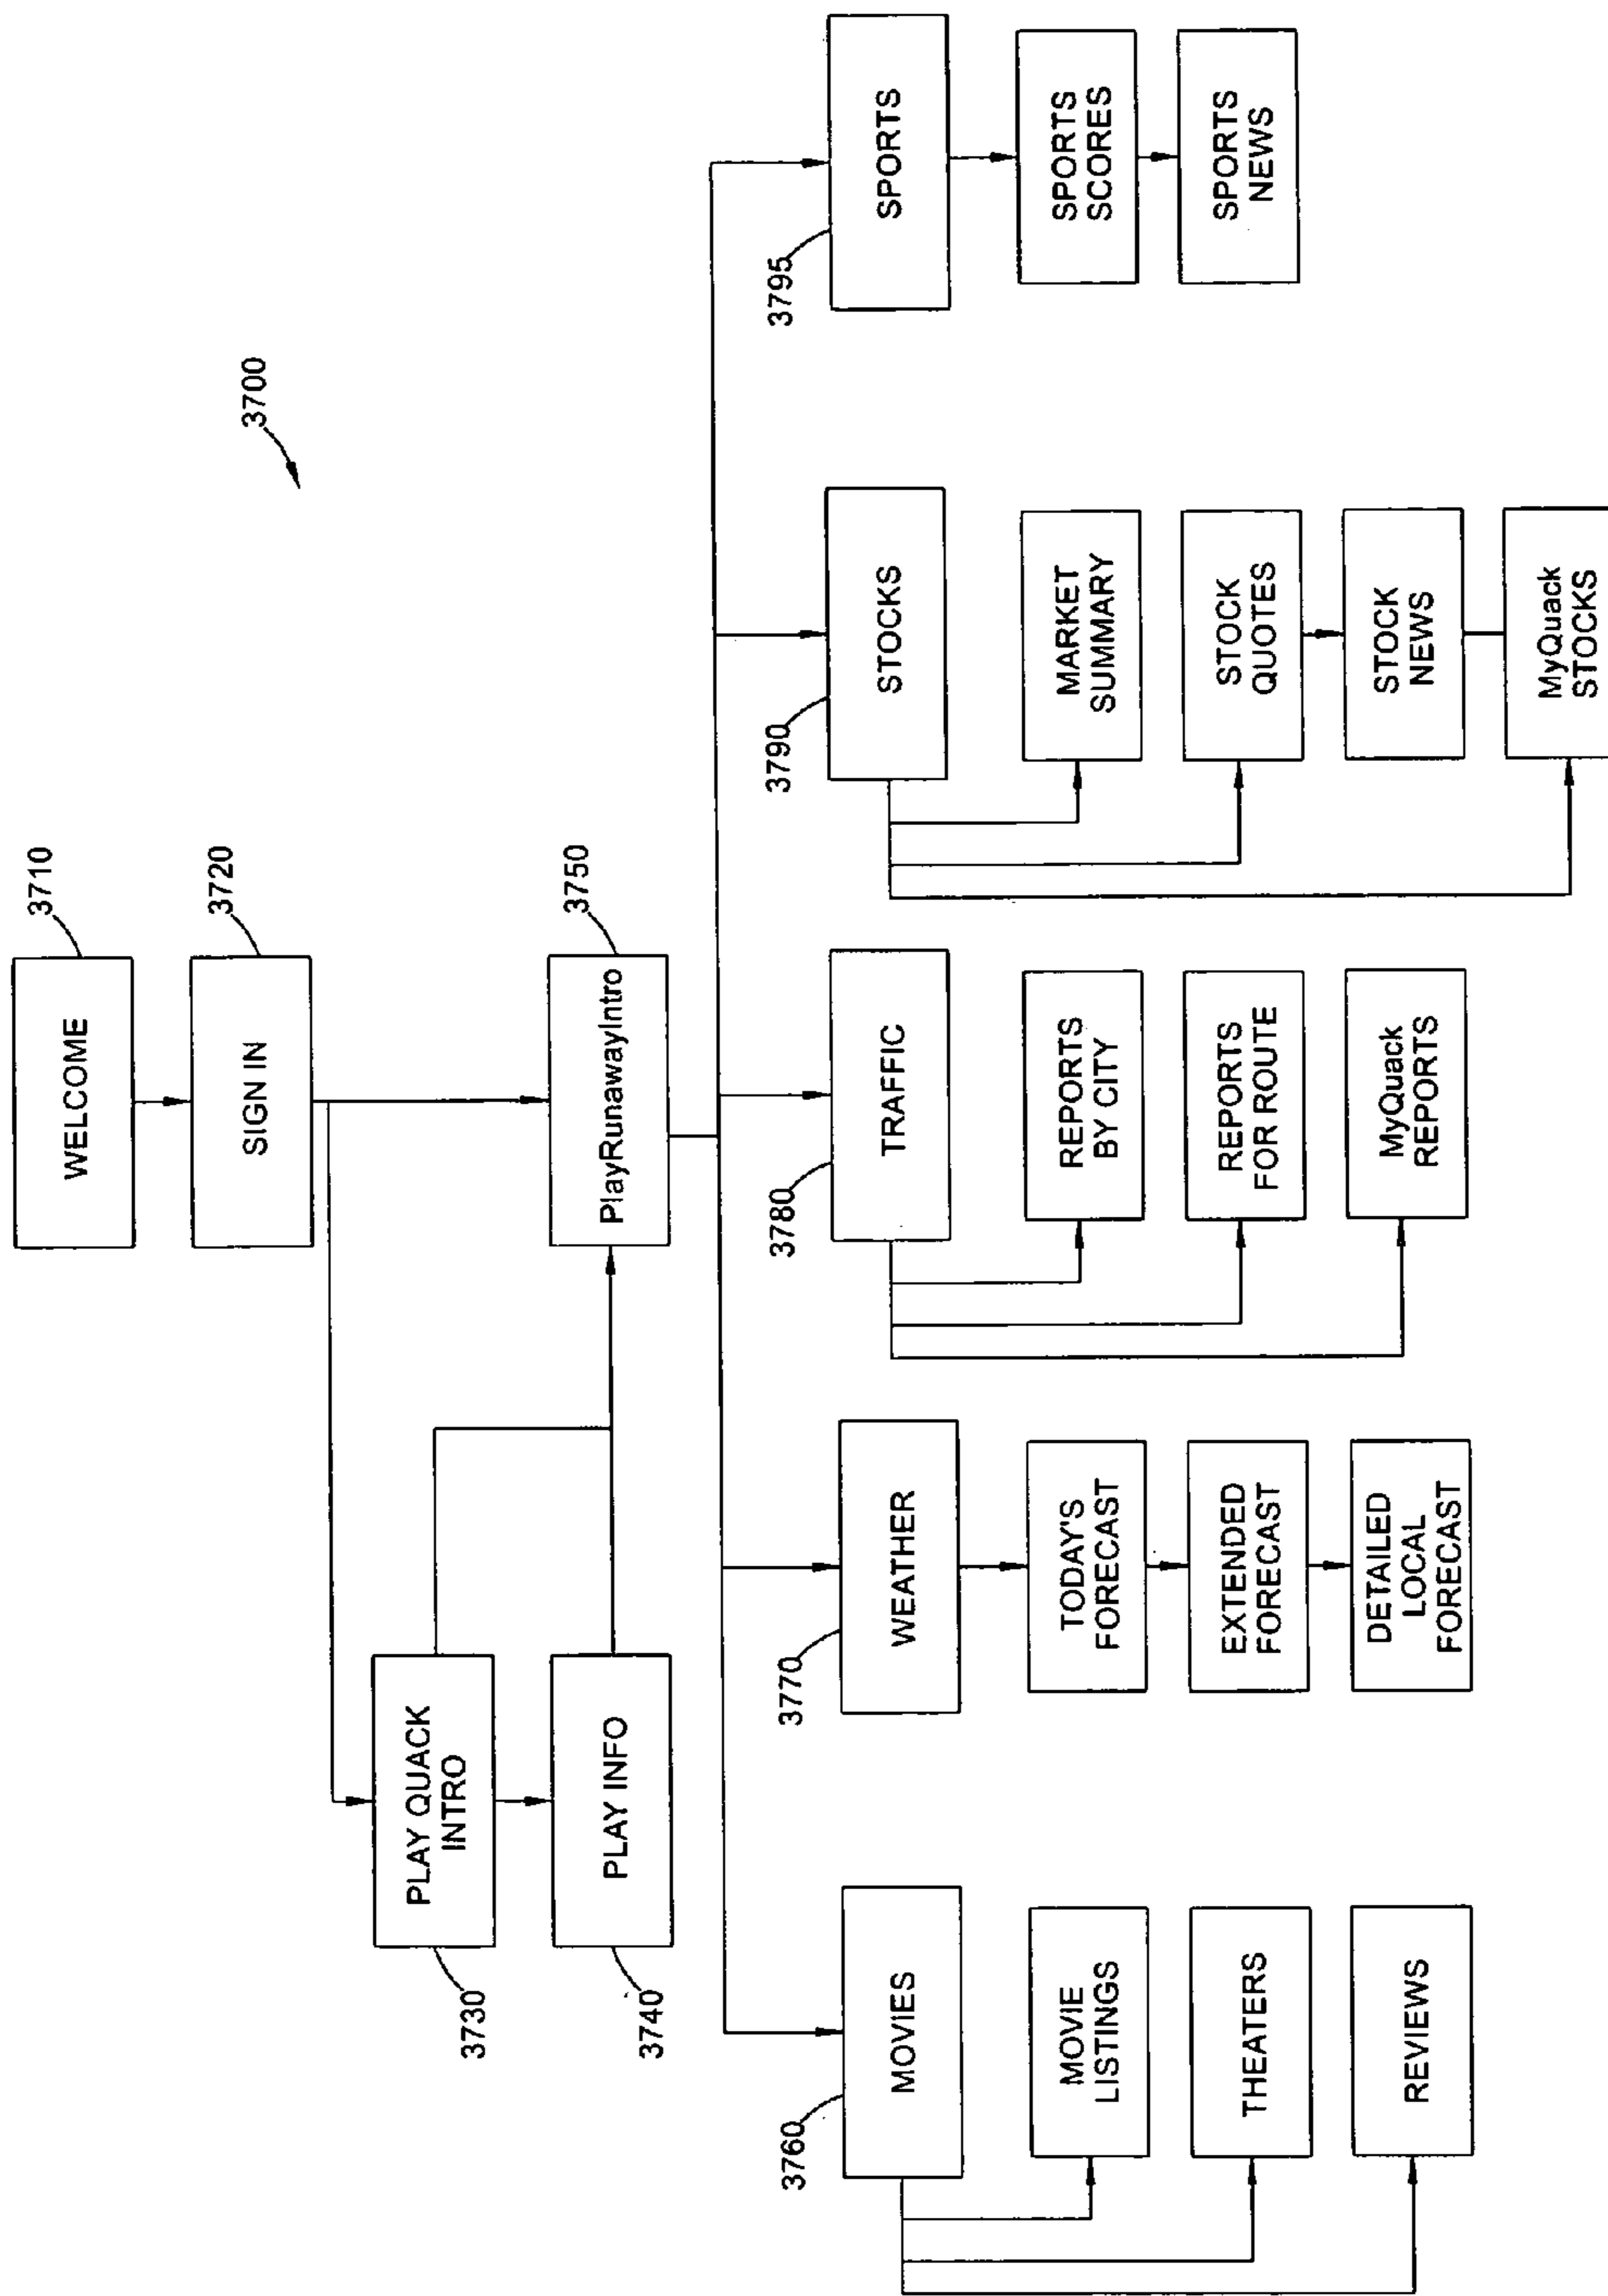 3700
WELCOME
3710
SIGN IN
3720
PLAY QUACK
INTRO
3730
PLAY INFO
3740
PlayRunawayIntro
3750
3760
MOVIES
MOVIE
LISTINGS
THEATERS
REVIEWS
3770
WEATHER
TODAY'S
FORECAST
EXTENDED
FORECAST
DETAILED
LOCAL
FORECAST
3780
TRAFFIC
REPORTS
BY CITY
REPORTS
FOR ROUTE
MyQuack
REPORTS
3790
STOCKS
MARKET
SUMMARY
STOCK
QUOTES
STOCK
NEWS
MyQuack
STOCKS
3795
SPORTS
SPORTS
SCORES
SPORTS
NEWS